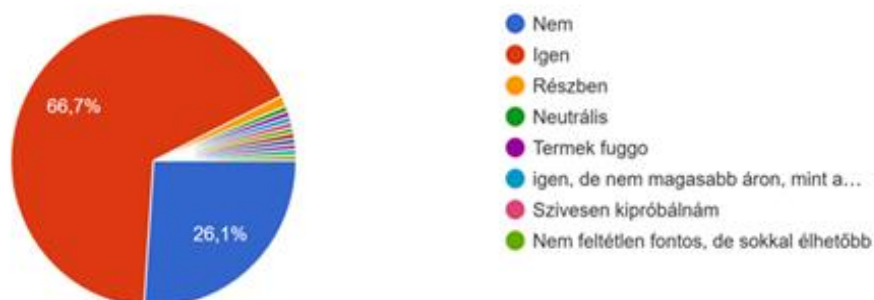 66,7%
26,1%
Nem
Igen
Részben
Neutrális
Termek fuggo
igen, de nem magasabb áron, mint a…
Szivesen kipróbálnám
Nem feltétlen fontos, de sokkal élhetőbb